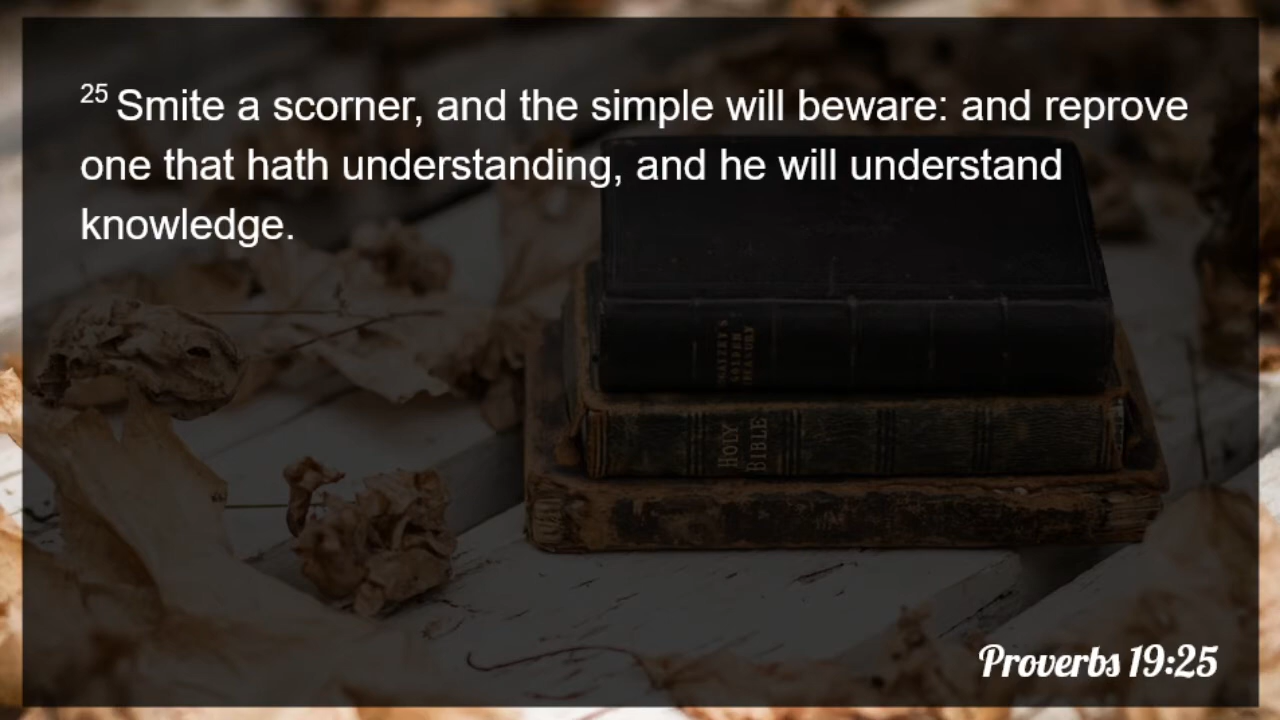 25 Smite a scorner, and the simple will beware: and reprove
one that hath understanding, and he will understand
knowledge.
HOLY
BIBLE
Proverbs 19:25